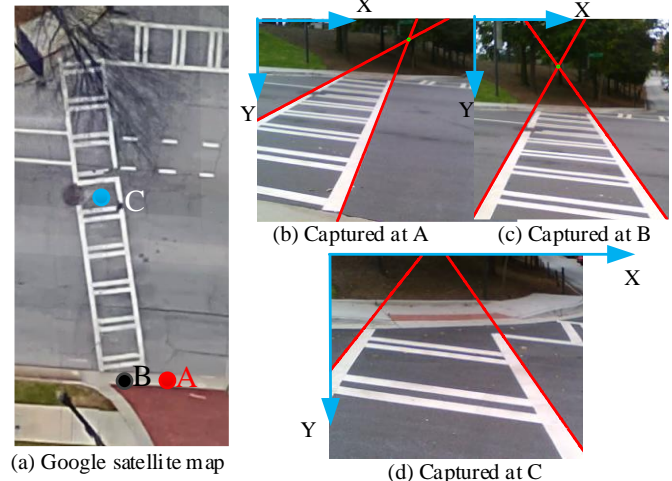 X
X
Y
Y
C
(b) Captured at A
(c) Captured at B
X
B
A
Y
(a) Google satellite map
(d) Captured at C